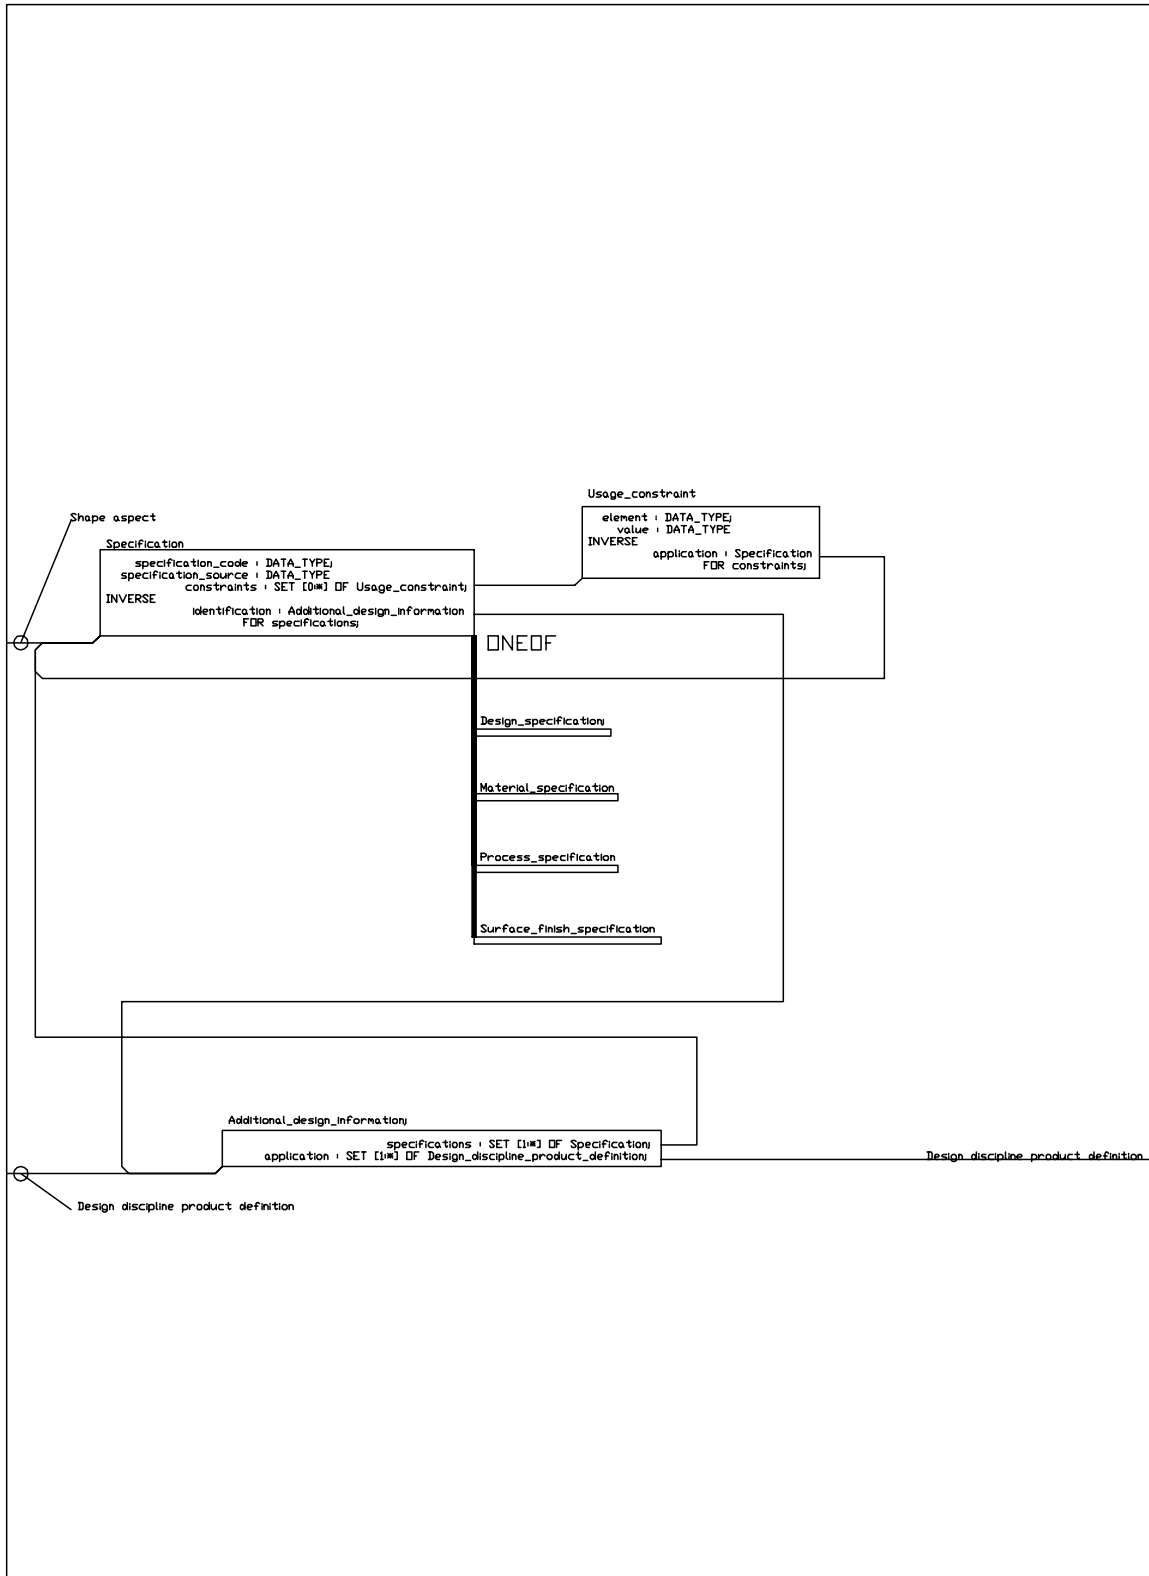 Usage_constraint
element : DATA_TYPE;
value : DATA_TYPE
INVERSE
application : Specification
FOR constraints;
Shape aspect
Specification
specification_code : DATA_TYPE;
specification_source : DATA_TYPE
constraints : SET [0:*] OF Usage_constraint;
INVERSE
identification : Additional_design_information
FOR specifications;
ONEOF
Design_specification;
Material_specification
Process_specification
Surface_finish_specification
Additional_design_information;
specifications : SET [1:*] OF Specification;
application : SET [1:*] OF Design_discipline_product_definition;
Design discipline product definition
Design discipline product definition